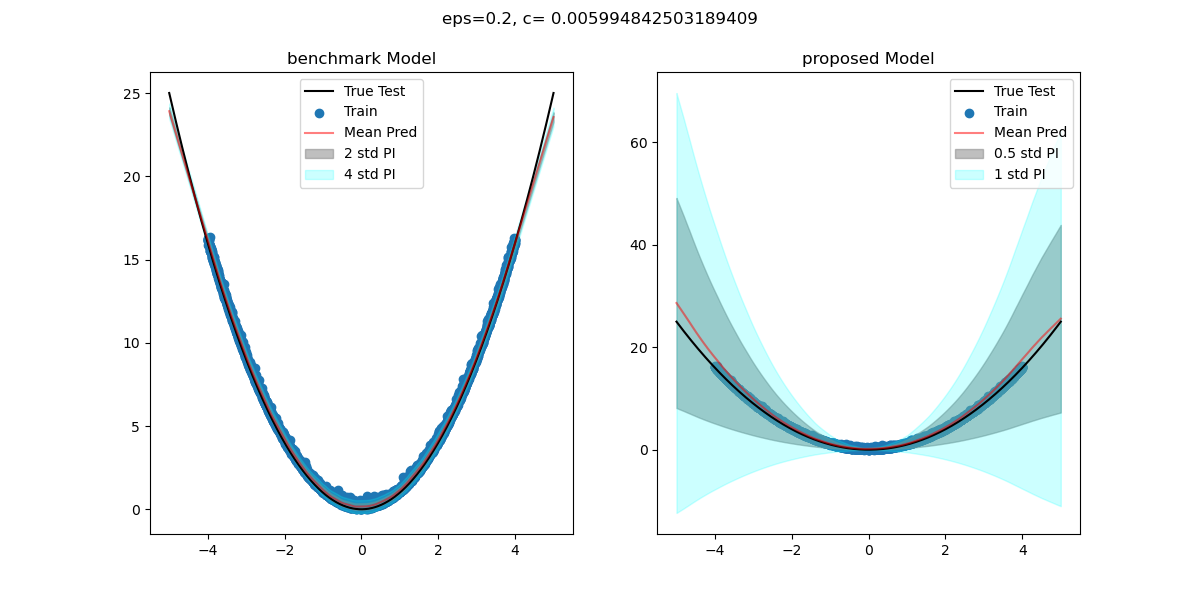 eps=0.2, c= 0.005994842503189409
benchmark Model
True Test
Train
Mean Pred
2 std PI
4 std PI
25
20
15
10
5
0
−4
−2
0
2
4
proposed Model
True Test
Train
Mean Pred
0.5 std PI
1 std PI
60
40
20
0
−4
−2
0
2
4